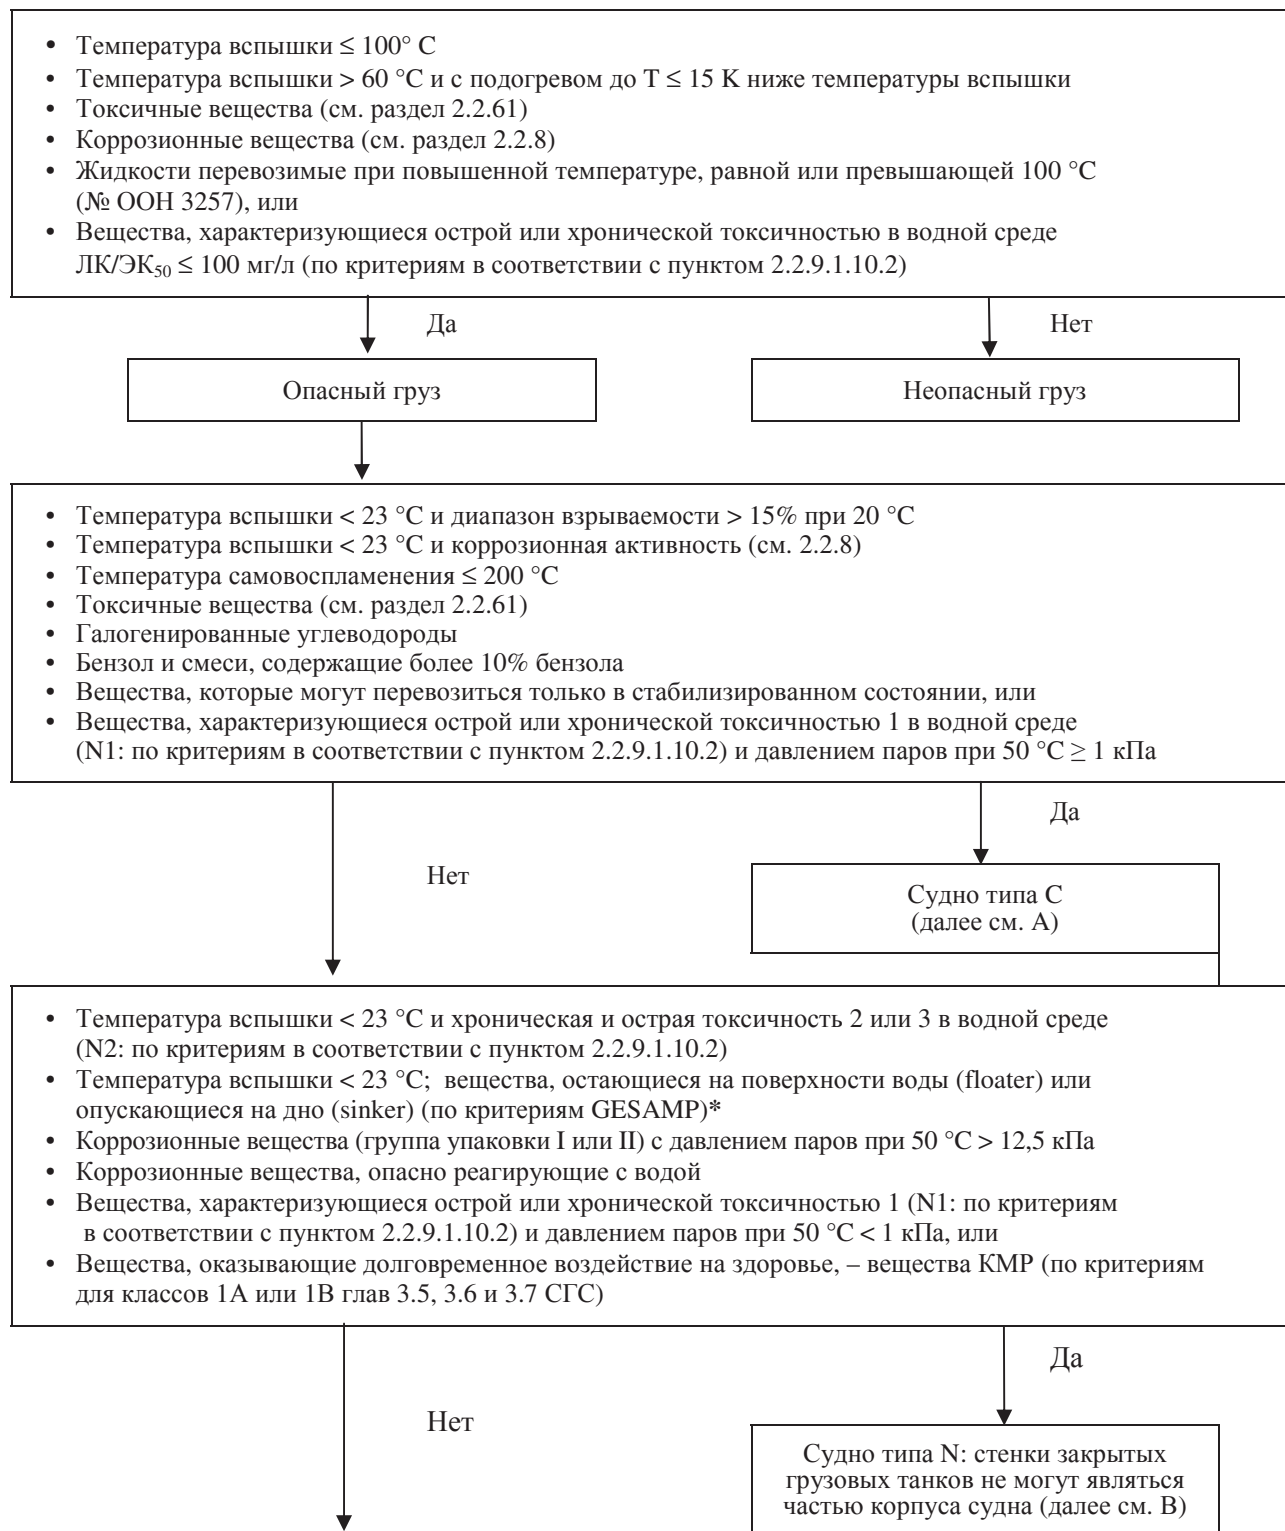 • Температура вспышки ≤ 100° C
• Температура вспышки > 60 °C и с подогревом до T ≤ 15 K ниже температуры вспышки
• Токсичные вещества (см. раздел 2.2.61)
• Коррозионные вещества (см. раздел 2.2.8)
• Жидкости перевозимые при повышенной температуре, равной или превышающей 100 °C
(№ ООН 3257), или
• Вещества, характеризующиеся острой или хронической токсичностью в водной среде
ЛК/ЭК₅₀ ≤ 100 мг/л (по критериям в соответствии с пунктом 2.2.9.1.10.2)
Да
Нет
Опасный груз
Неопасный груз
• Температура вспышки < 23 °C и диапазон взрываемости > 15% при 20 °C
• Температура вспышки < 23 °C и коррозионная активность (см. 2.2.8)
• Температура самовоспламенения ≤ 200 °C
• Токсичные вещества (см. раздел 2.2.61)
• Галогенированные углеводороды
• Бензол и смеси, содержащие более 10% бензола
• Вещества, которые могут перевозиться только в стабилизированном состоянии, или
• Вещества, характеризующиеся острой или хронической токсичностью 1 в водной среде
(N1: по критериям в соответствии с пунктом 2.2.9.1.10.2) и давлением паров при 50 °C ≥ 1 кПа
Да
Нет
Судно типа C
(далее см. A)
• Температура вспышки < 23 °C и хроническая и острая токсичность 2 или 3 в водной среде
(N2: по критериям в соответствии с пунктом 2.2.9.1.10.2)
• Температура вспышки < 23 °C; вещества, остающиеся на поверхности воды (floater) или
опускающиеся на дно (sinker) (по критериям GESAMP)*
• Коррозионные вещества (группа упаковки I или II) с давлением паров при 50 °C > 12,5 кПа
• Коррозионные вещества, опасно реагирующие с водой
• Вещества, характеризующиеся острой или хронической токсичностью 1 (N1: по критериям
в соответствии с пунктом 2.2.9.1.10.2) и давлением паров при 50 °C < 1 кПа, или
• Вещества, оказывающие долговременное воздействие на здоровье, – вещества КМР (по критериям
для классов 1A или 1B глав 3.5, 3.6 и 3.7 СГС)
Да
Нет
Судно типа N: стенки закрытых
грузовых танков не могут являться
частью корпуса судна (далее см. B)